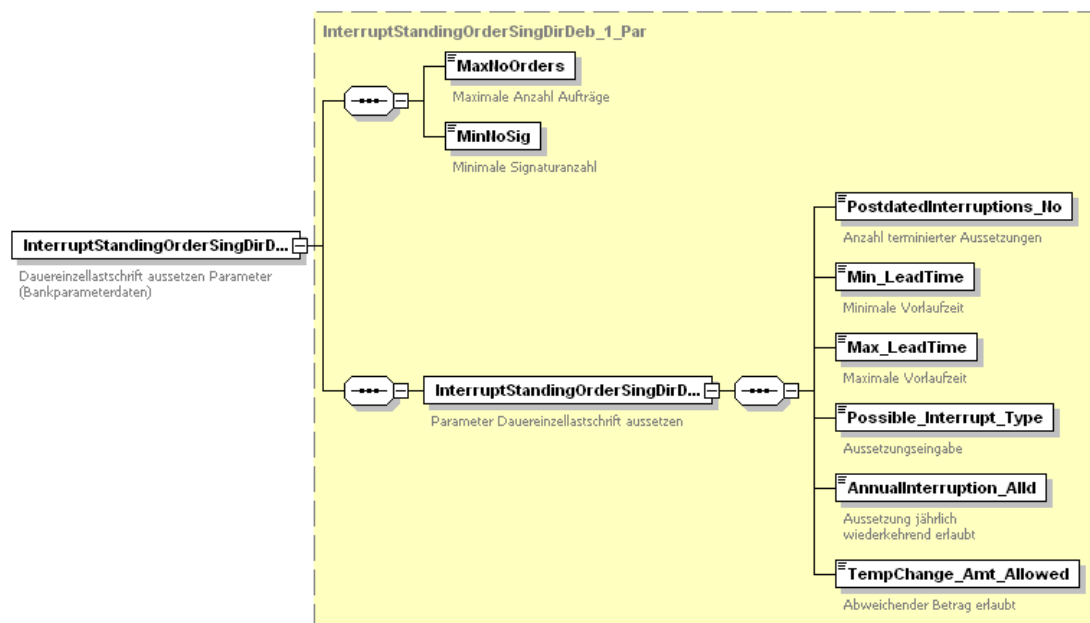 InterruptStandingOrderSingDirDeb_1_Par
MaxNoOrders
Maximale Anzahl Aufträge
MinNoSig
Minimale Signaturanzahl
InterruptStandingOrderSingDirD...
Dauereinzellastschrift aussetzen Parameter
(Bankparameterdaten)
InterruptStandingOrderSingDirD...
Parameter Dauereinzellastschrift aussetzen
PostdatedInterruptions_No
Anzahl terminierter Aussetzungen
Min_LeadTime
Minimale Vorlaufzeit
Max_LeadTime
Maximale Vorlaufzeit
Possible_Interrupt_Type
Aussetzungseingabe
AnnualInterruption_Alld
Aussetzung jährlich
wiederkehrend erlaubt
TempChange_Amt_Allowed
Abweichender Betrag erlaubt